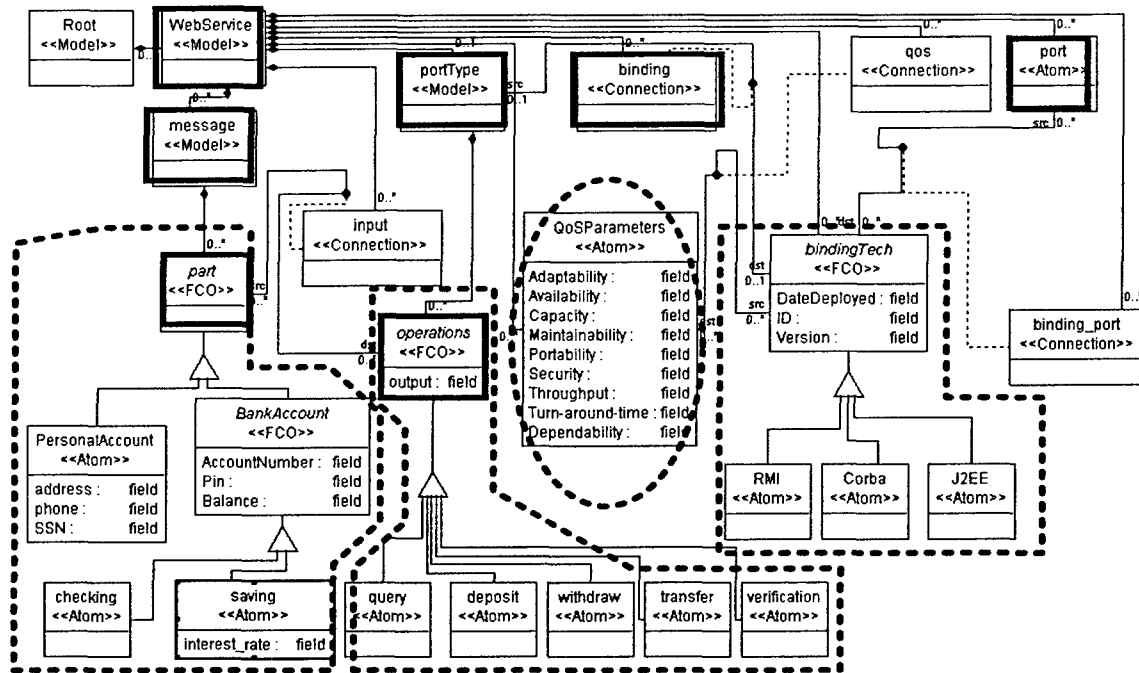 Root
<<Model>>
0..*
WebService
<<Model>>
0..*
message
<<Model>>
0..1
portType
<<Model>>
src
0..1
0..*
binding
<<Connection>>
0..*
qos
<<Connection>>
0..*
port
<<Atom>>
src
0..*
0..*
input
<<Connection>>
0..*
part
<<FCO>>
0..*
operations
<<FCO>>
output : field
QoSParameters
<<Atom>>
Adaptability : field
Availability : field
Capacity : field
Maintainability : field
Portability : field
Security : field
Throughput : field
Turn-around-time : field
Dependability : field
0..*
0..*
bindingTech
<<FCO>>
DateDeployed : field
ID : field
Version : field
dst
0..1
src
0..*
binding_port
<<Connection>>
PersonalAccount
<<Atom>>
address : field
phone : field
SSN : field
BankAccount
<<FCO>>
AccountNumber : field
Pin : field
Balance : field
RMI
<<Atom>>
Corba
<<Atom>>
J2EE
<<Atom>>
checking
<<Atom>>
saving
<<Atom>>
interest_rate : field
query
<<Atom>>
deposit
<<Atom>>
withdraw
<<Atom>>
transfer
<<Atom>>
verification
<<Atom>>